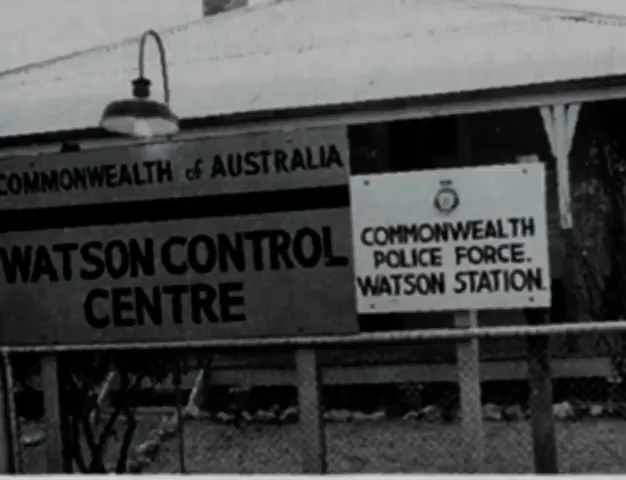 COMMONWEALTH of AUSTRALIA
WATSON CONTROL
CENTRE
COMMONWEALTH
POLICE FORCE.
WATSON STATION.